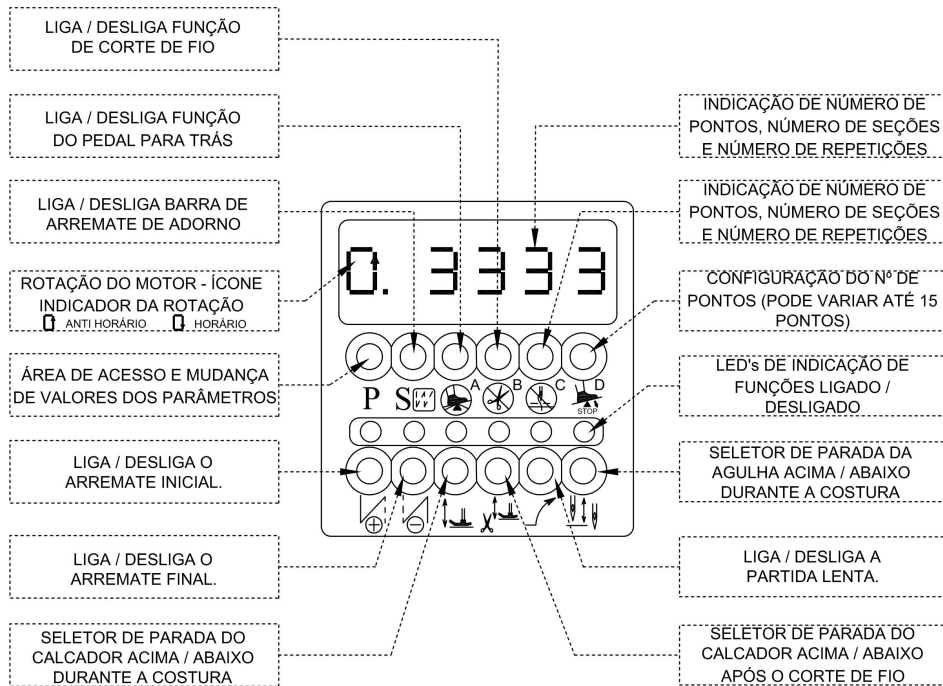 LIGA / DESLIGA FUNÇÃO
DE CORTE DE FIO
LIGA / DESLIGA FUNÇÃO
DO PEDAL PARA TRÁS
LIGA / DESLIGA BARRA DE
ARREMATE DE ADORNO
ROTAÇÃO DO MOTOR - ÍCONE
INDICADOR DA ROTAÇÃO
ANTI HORÁRIO HORÁRIO
ÁREA DE ACESSO E MUDANÇA
DE VALORES DOS PARÂMETROS
LIGA / DESLIGA O
ARREMATE INICIAL.
LIGA / DESLIGA O
ARREMATE FINAL.
SELETOR DE PARADA DO
CALCADOR ACIMA / ABAIXO
DURANTE A COSTURA
0. 3333
P S A B C D
STOP
INDICAÇÃO DE NÚMERO DE
PONTOS, NÚMERO DE SEÇÕES
E NÚMERO DE REPETIÇÕES
INDICAÇÃO DE NÚMERO DE
PONTOS, NÚMERO DE SEÇÕES
E NÚMERO DE REPETIÇÕES
CONFIGURAÇÃO DO Nº DE
PONTOS (PODE VARIAR ATÉ 15
PONTOS)
LED's DE INDICAÇÃO DE
FUNÇÕES LIGADO /
DESLIGADO
SELETOR DE PARADA DA
AGULHA ACIMA / ABAIXO
DURANTE A COSTURA
LIGA / DESLIGA A
PARTIDA LENTA.
SELETOR DE PARADA DO
CALCADOR ACIMA / ABAIXO
APÓS O CORTE DE FIO